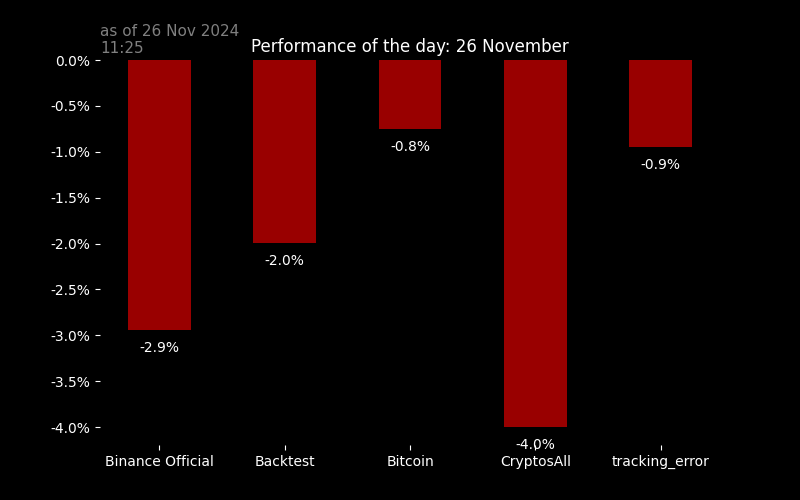 as of 26 Nov 2024
11:25
Performance of the day: 26 November
0.0%
-0.5%
-1.0%
-1.5%
-2.0%
-2.5%
-3.0%
-3.5%
-4.0%
-2.9%
-2.0%
-0.8%
-4.0%
-0.9%
Binance Official
Backtest
Bitcoin
CryptosAll
tracking_error